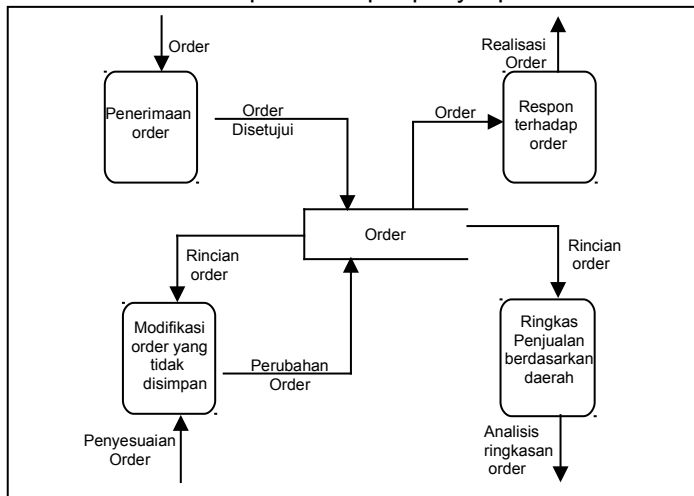 Order
Penerimaan
order
Order
Disetujui
Realisasi
Order
Order
Respon
terhadap
order
Order
Rincian
order
Rincian
order
Modifikasi
order yang
tidak
disimpan
Perubahan
Order
Ringkas
Penjualan
berdasarkan
daerah
Penyesuaian
Order
Analisis
ringkasan
order